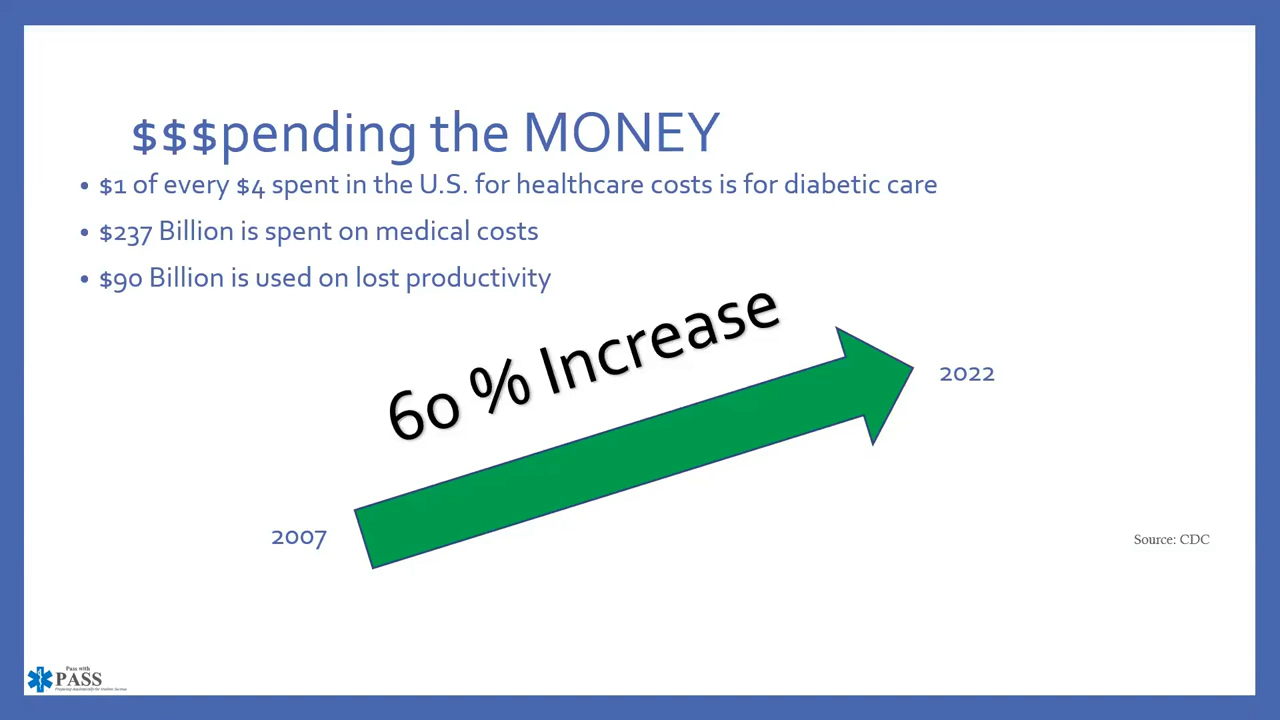 $$$pending the MONEY
• $1 of every $4 spent in the U.S. for healthcare costs is for diabetic care
• $237 Billion is spent on medical costs
• $90 Billion is used on lost productivity
60 % Increase
2022
2007
Source: CDC
Pass with
PASS